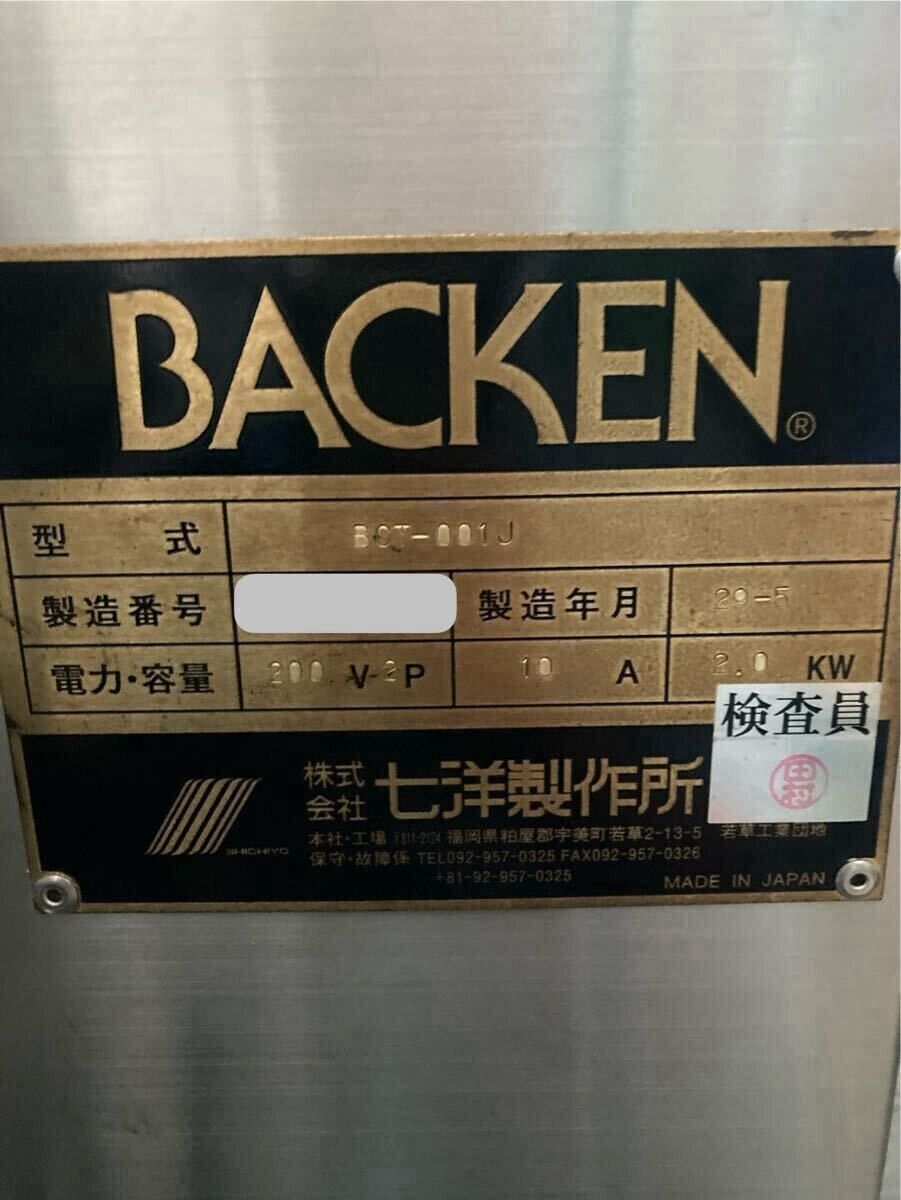 BACKEN®
型式 BCT-001J
製造番号 製造年月 29-5
電力・容量 200 V 2P 10 A 2.0 KW
検査員
田村
株式会社 七洋製作所
SHICHIYO
本社・工場 〒811-2124 福岡県粕屋郡宇美町若草2-13-5 若草工業団地
保守・故障係 TEL092-957-0325 FAX092-957-0326
+81-92-957-0325
MADE IN JAPAN